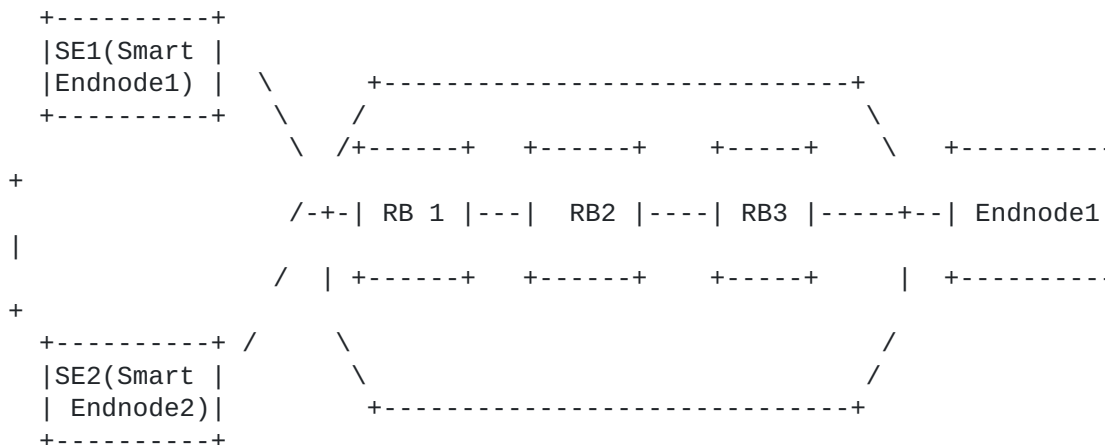 +----------+
|SE1(Smart |
|Endnode1) |  \      +-----------------------------+
+----------+   \    /                               \
                \  /+------+   +------+    +-----+    \   +----------
+
                /-+-| RB 1 |---|  RB2 |----| RB3 |-----+--| Endnode1
|
               /  | +------+   +------+    +-----+     |  +----------
+
+----------+ /     \                                 /
|SE2(Smart |        \                               /
| Endnode2)|         +-----------------------------+
+----------+